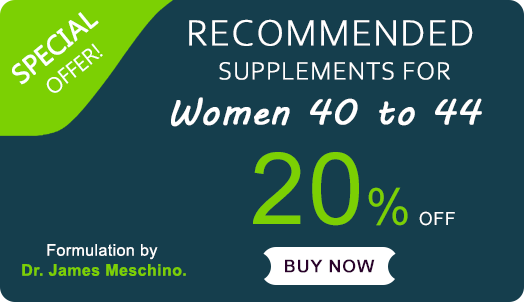 SPECIAL
OFFER!
RECOMMENDED
SUPPLEMENTS FOR
Women 40 to 44
20% OFF
Formulation by
Dr. James Meschino.
BUY NOW